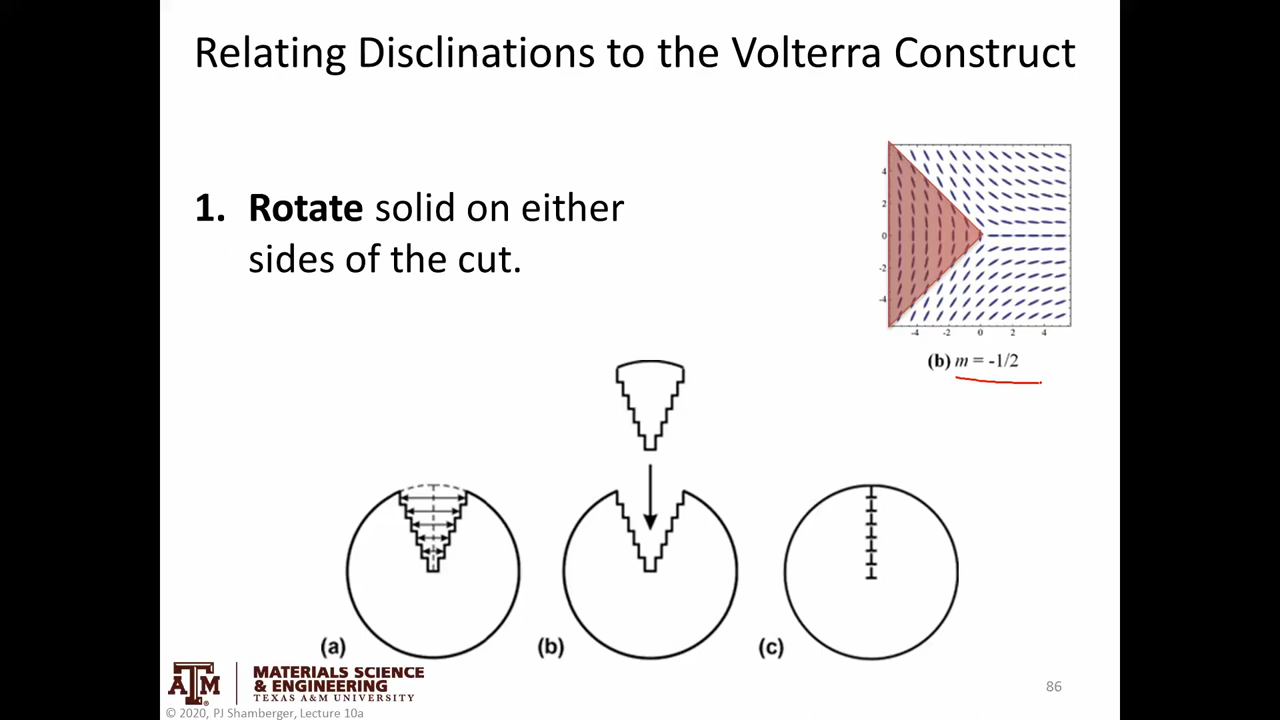 Relating Disclinations to the Volterra Construct
1. Rotate solid on either
sides of the cut.
4
2
0
-2
-4
-4 -2 0 2 4
(b) m = -1/2
(a) (b) (c)
ATM
MATERIALS SCIENCE
& ENGINEERING
TEXAS A&M UNIVERSITY
86
© 2020, PJ Shamberger, Lecture 10a